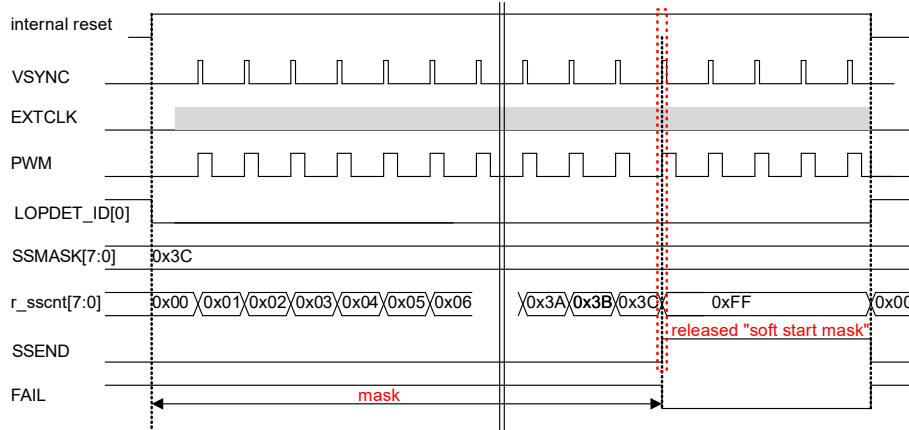 internal reset
VSYNC
EXTCLK
PWM
LOPDET_ID[0]
SSMASK[7:0] 0x3C
r_sscnt[7:0] 0x00 0x01 0x02 0x03 0x04 0x05 0x06 0x3A 0x3B 0x3C 0xFF 0x00
released "soft start mask"
SSEND
FAIL mask